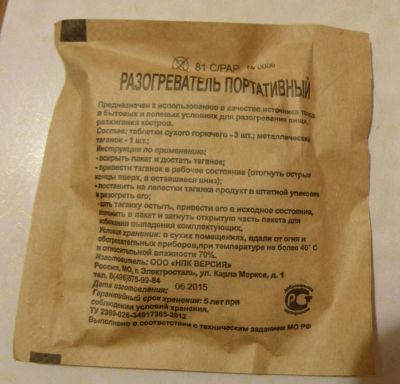 81 C/PAP № 0006
РАЗОГРЕВАТЕЛЬ ПОРТАТИВНЫЙ
Предназначен к использованию в качестве источника тепла
в бытовых и полевых условиях для разогревания пищи,
разжигания костров.
Состав: таблетки сухого горючего - 3 шт.; металлический
таганок - 1 шт.;
Инструкция по применению:
- вскрыть пакет и достать таганок;
- привести таганок в рабочее состояние (отогнуть острые
концы вверх, а оставшиеся вниз);
- поставить на лепестки таганка продукт в штатной упаковке
и разогреть его;
- дать таганку остыть, привести его в исходное состояние,
вложить в пакет и загнуть открытую часть пакета для
избежания выпадения комплектующих.
Условия хранения: в сухих помещениях, вдали от огня и
обогревательных приборов, при температуре не более 40° С
и относительной влажности 70%.
Изготовитель: ООО «НПК ВЕРСИЯ»
Россия, МО, г. Электросталь, ул. Карла Маркса, д. 1
тел. 8(496)575-99-84
Дата изготовления: 06.2015
Гарантийный срок хранения: 5 лет при
соблюдении условий хранения.
ТУ 2389-026-34917365-2012
Выполнено в соответствии с техническим заданием МО РФ